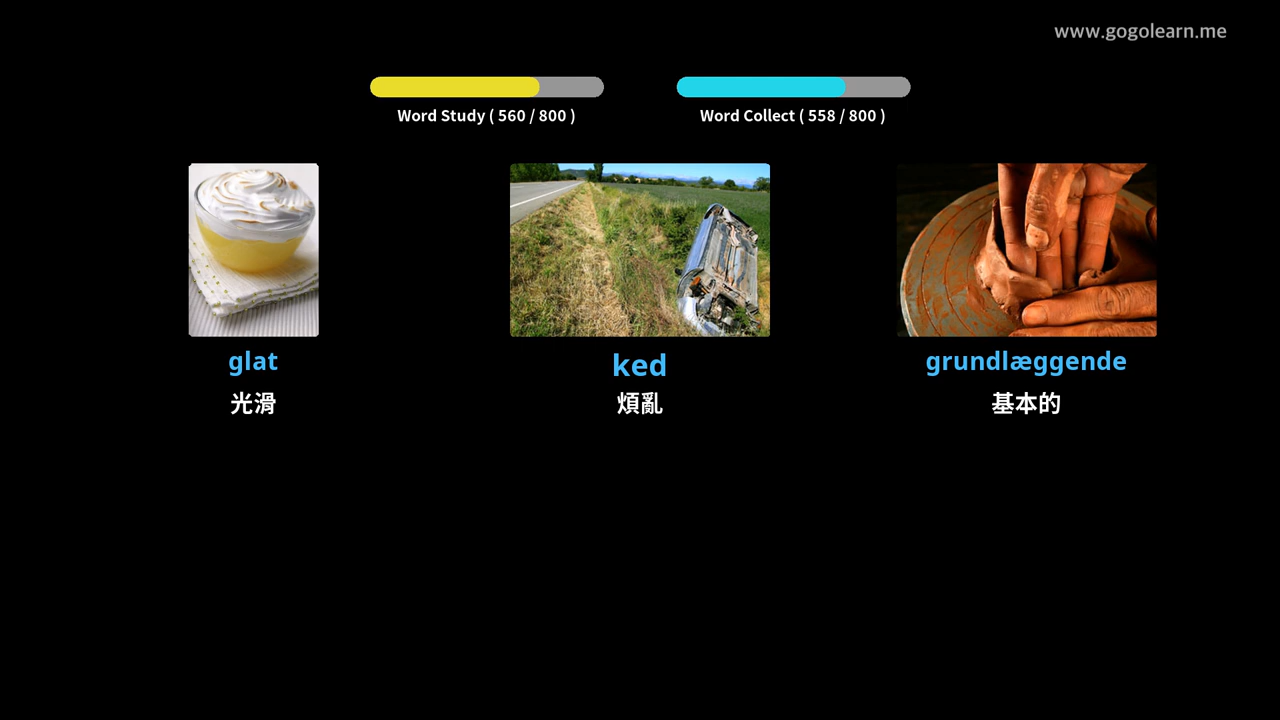 www.gogolearn.me
Word Study ( 560 / 800 )
Word Collect ( 558 / 800 )
glat
光滑
ked
煩亂
grundlæggende
基本的